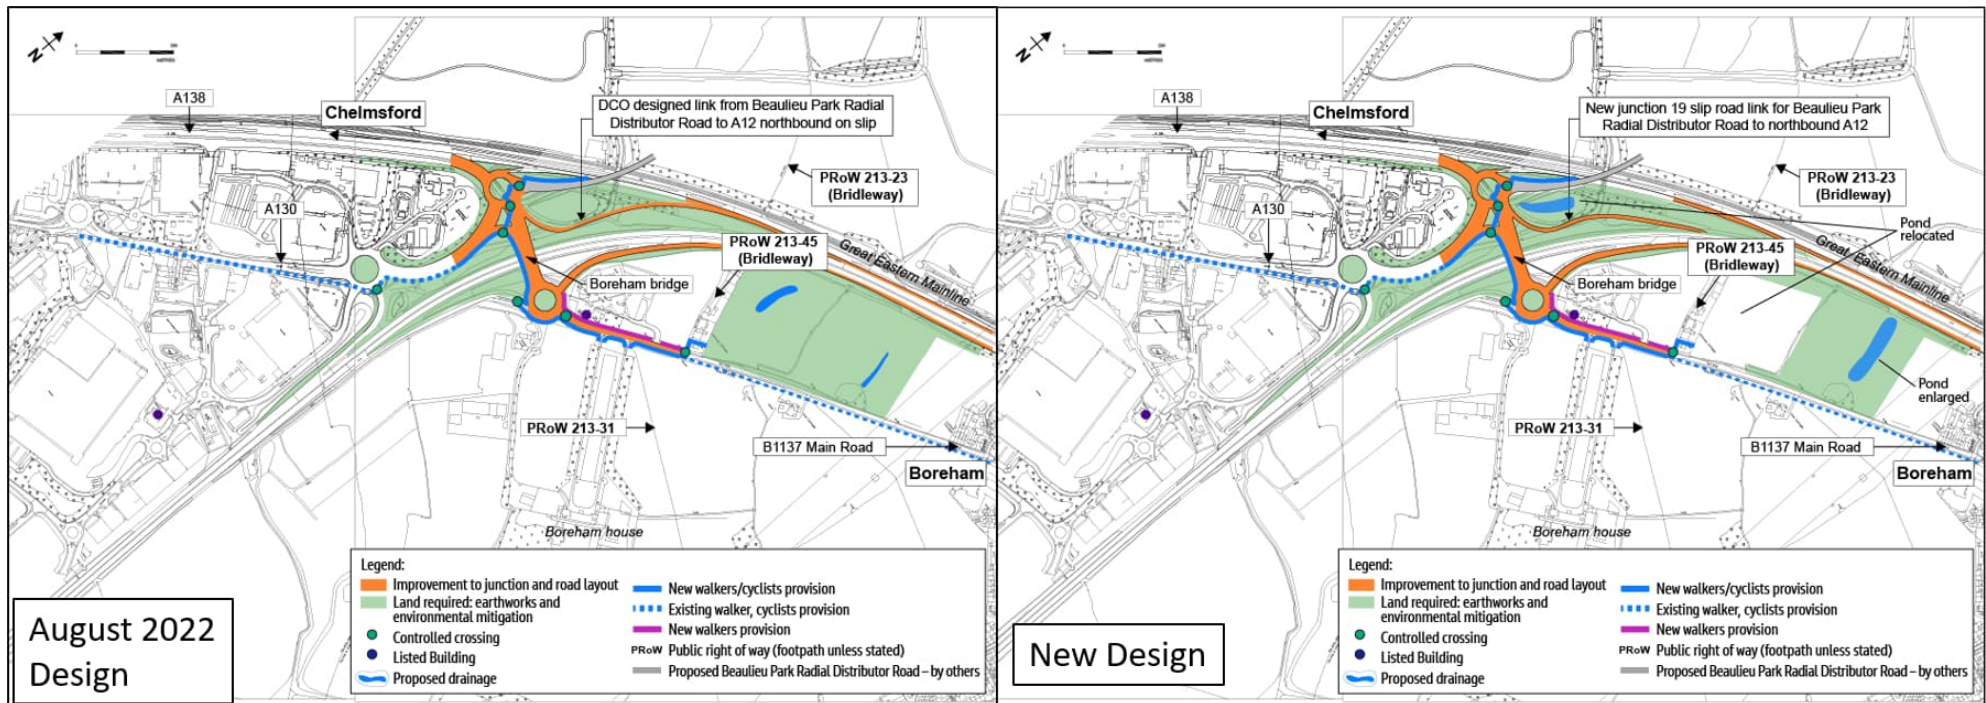 N
A138
Chelmsford
DCO designed link from Beaulieu Park Radial
Distributor Road to A12 northbound on slip
PRoW 213-23
(Bridleway)
A130
PRoW 213-45
(Bridleway)
Great Eastern Mainline
Boreham bridge
PRoW 213-31
B1137 Main Road
Boreham
Boreham house
Legend:
Improvement to junction and road layout
Land required: earthworks and
environmental mitigation
Controlled crossing
Listed Building
Proposed drainage
New walkers/cyclists provision
Existing walker, cyclists provision
New walkers provision
PRoW Public right of way (footpath unless stated)
Proposed Beaulieu Park Radial Distributor Road – by others
August 2022
Design
N
A138
Chelmsford
New junction 19 slip road link for Beaulieu Park
Radial Distributor Road to northbound A12
PRoW 213-23
(Bridleway)
A130
Pond
relocated
PRoW 213-45
(Bridleway)
Great Eastern Mainline
Boreham bridge
Pond
enlarged
PRoW 213-31
B1137 Main Road
Boreham
Boreham house
Legend:
Improvement to junction and road layout
Land required: earthworks and
environmental mitigation
Controlled crossing
Listed Building
Proposed drainage
New walkers/cyclists provision
Existing walker, cyclists provision
New walkers provision
PRoW Public right of way (footpath unless stated)
Proposed Beaulieu Park Radial Distributor Road – by others
New Design